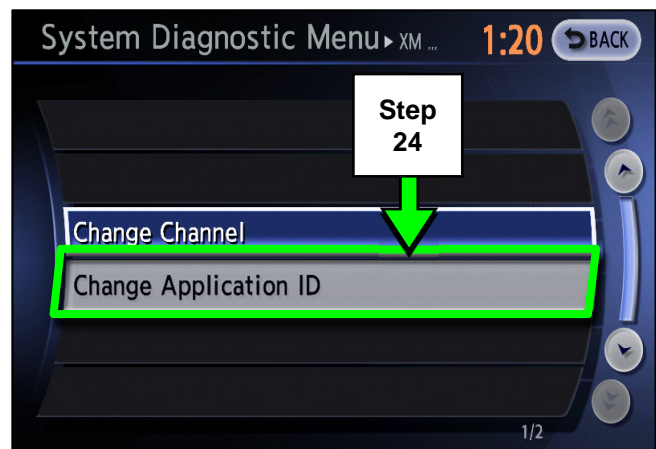 System Diagnostic Menu▸ XM ... 1:20 BACK
Step
24
Change Channel
Change Application ID
1/2